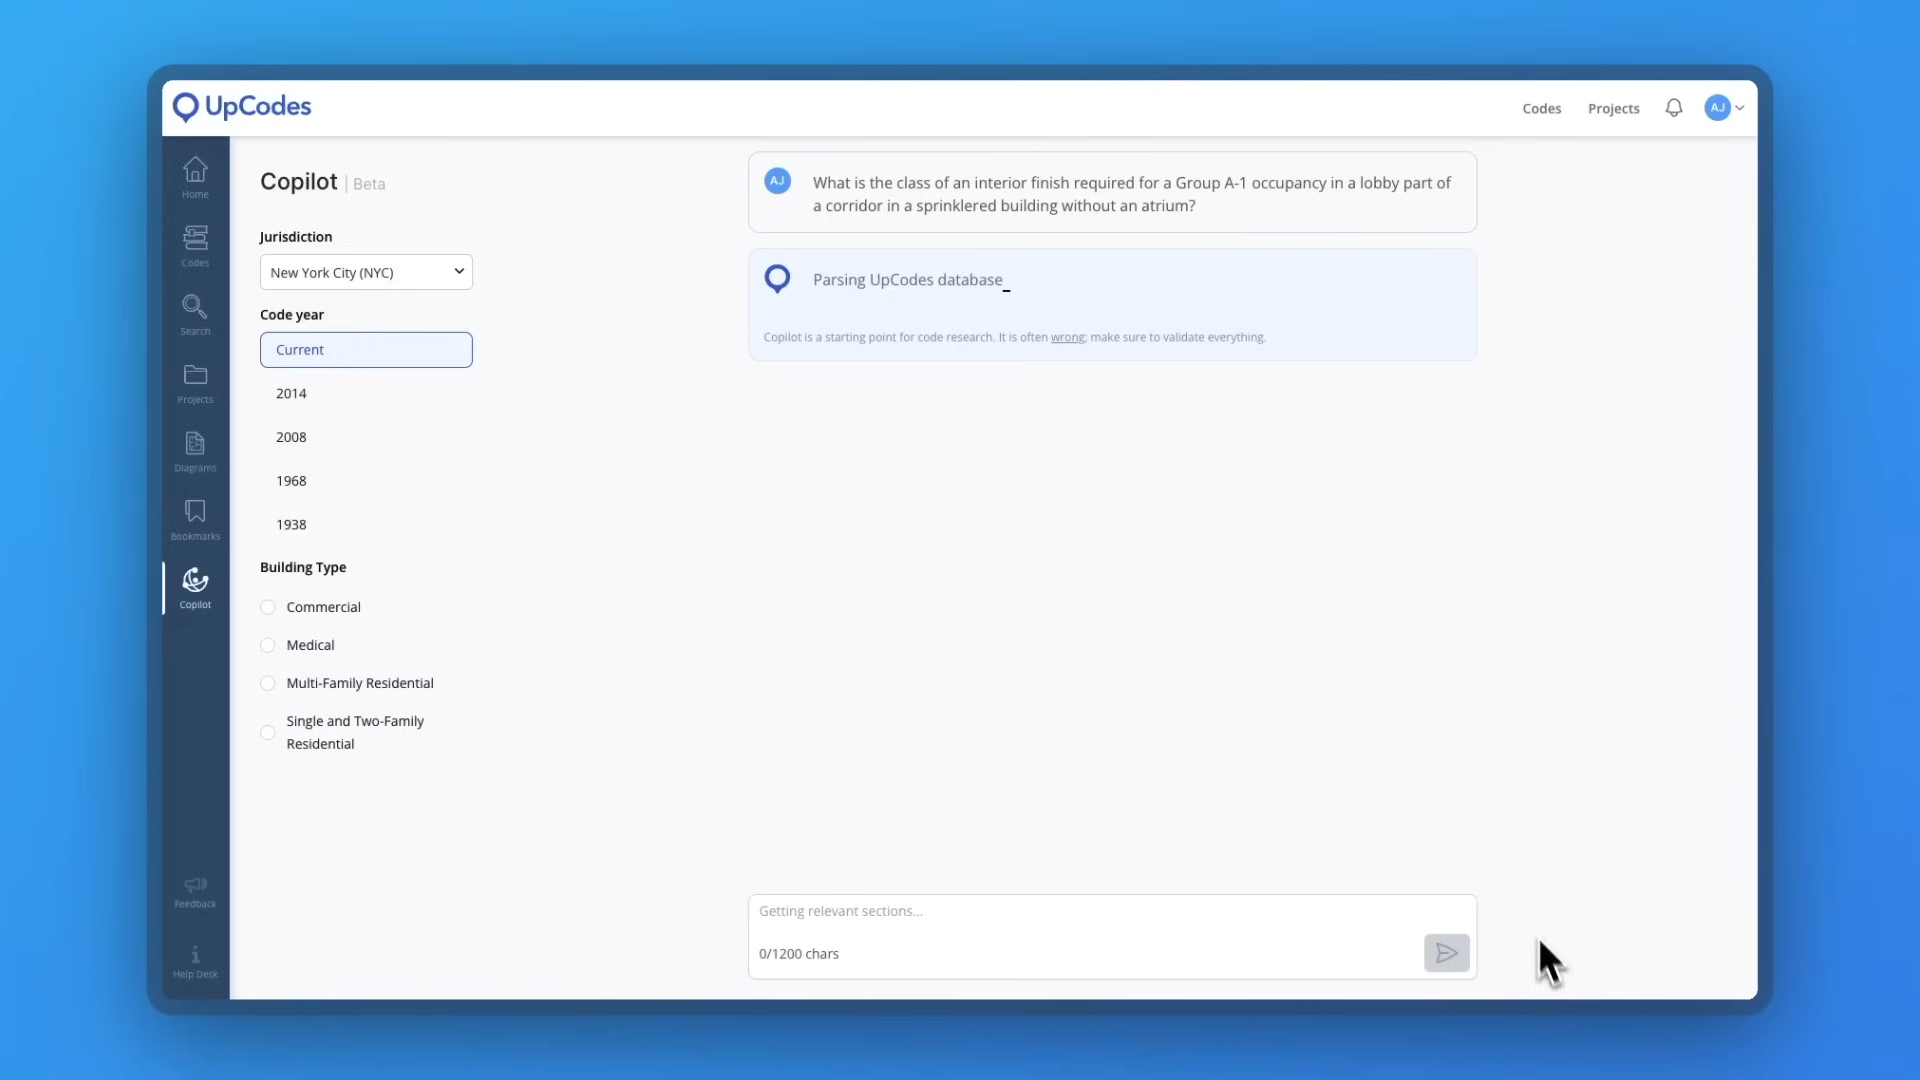 UpCodes
Codes
Projects
AJ
Home
Codes
Search
Projects
Diagrams
Bookmarks
Copilot
Feedback
Help Desk
Copilot | Beta
Jurisdiction
New York City (NYC)
Code year
Current
2014
2008
1968
1938
Building Type
Commercial
Medical
Multi-Family Residential
Single and Two-Family
Residential
AJ
What is the class of an interior finish required for a Group A-1 occupancy in a lobby part of
a corridor in a sprinklered building without an atrium?
Parsing UpCodes database_
Copilot is a starting point for code research. It is often wrong; make sure to validate everything.
Getting relevant sections...
0/1200 chars